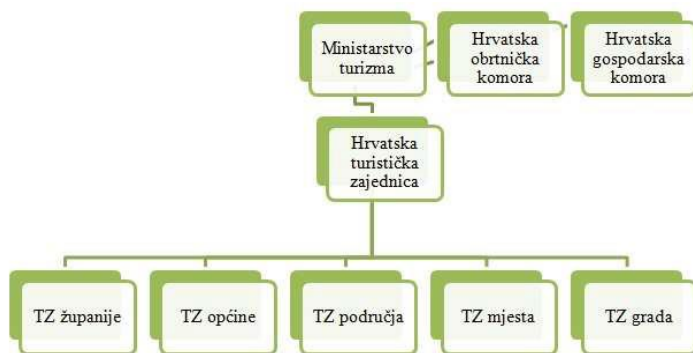 Ministarstvo
turizma
Hrvatska
obrtnička
komora
Hrvatska
gospodarska
komora
Hrvatska
turistička
zajednica
TZ županije
TZ općine
TZ područja
TZ mjesta
TZ grada